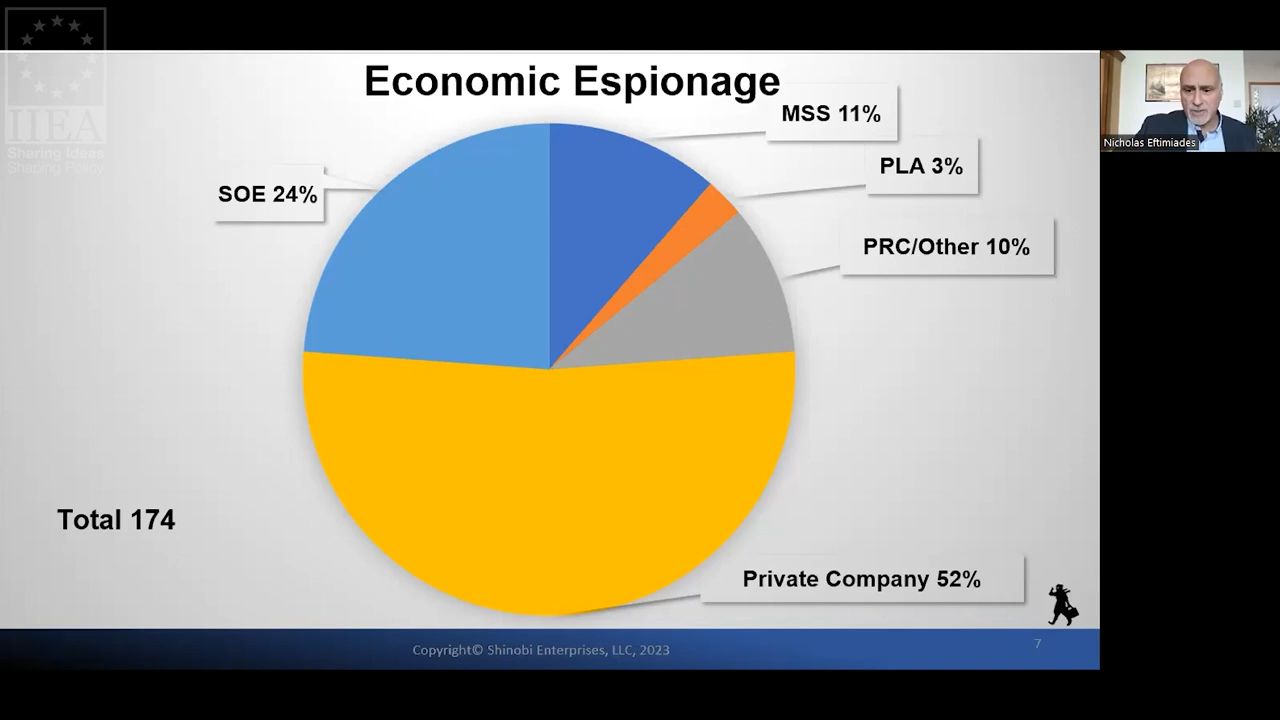 IIEA
Sharing Ideas
Shaping Policy
Economic Espionage
MSS 11%
PLA 3%
SOE 24%
PRC/Other 10%
Total 174
Private Company 52%
Copyright© Shinobi Enterprises, LLC, 2023
7
Nicholas Eftimiades